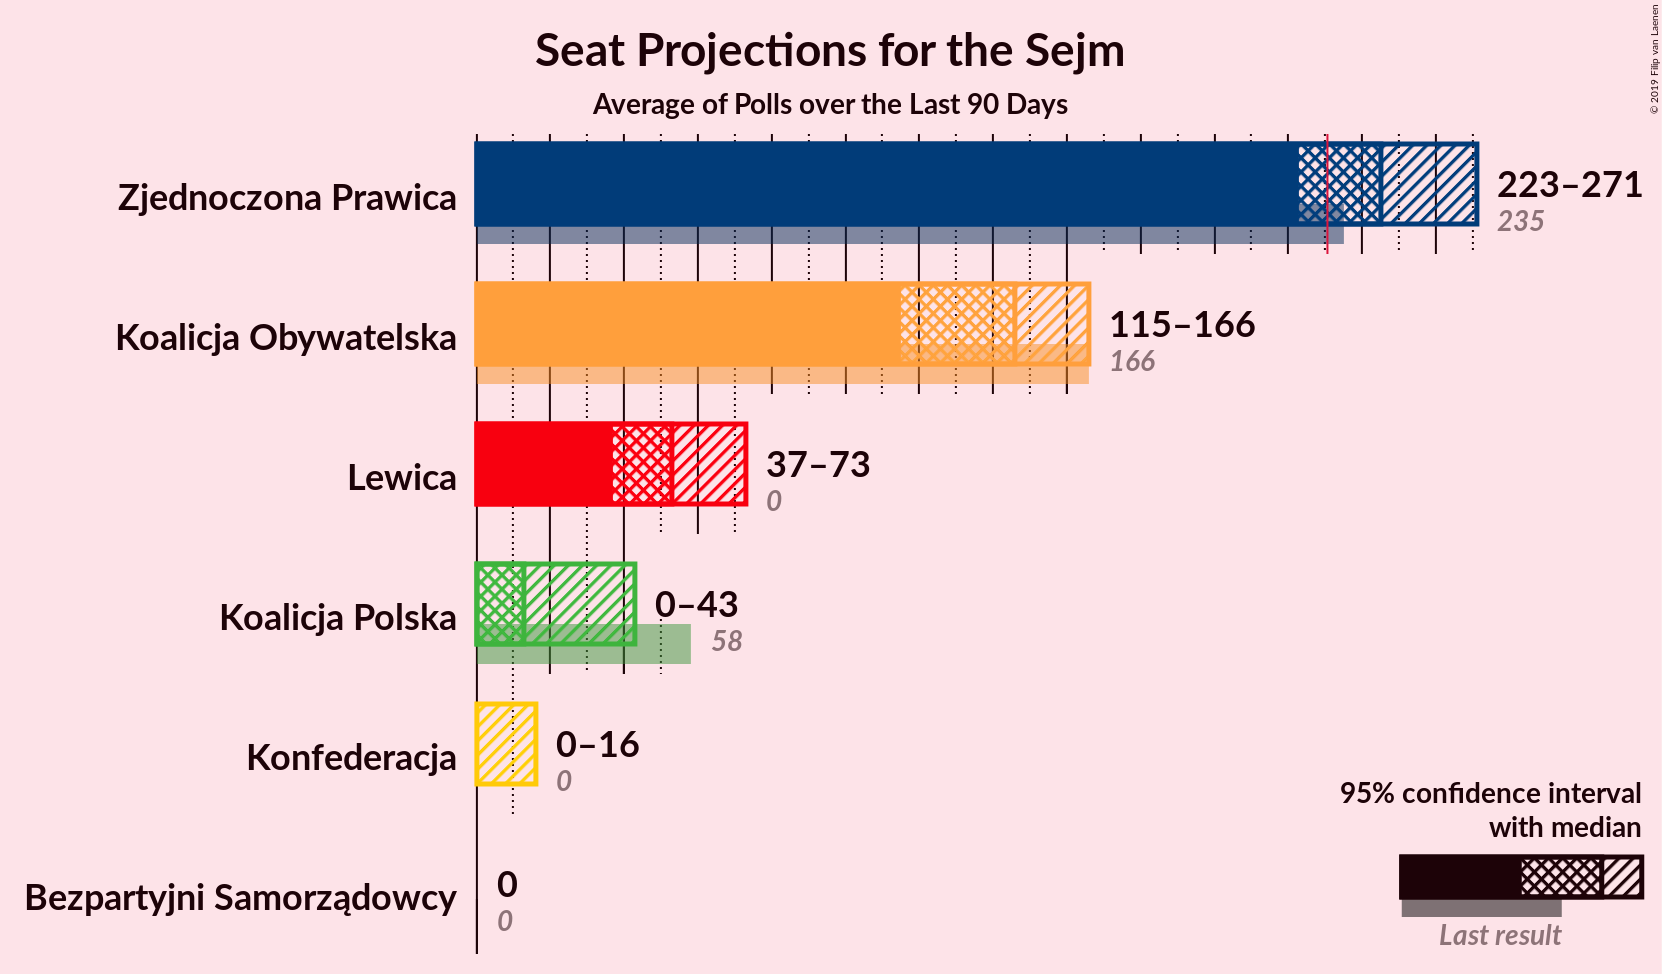 Seat Projections for the Sejm
Average of Polls over the Last 90 Days
© 2019 Filip van Laenen
Zjednoczona Prawica
223–271
235
Koalicja Obywatelska
115–166
166
Lewica
37–73
0
Koalicja Polska
0–43
58
Konfederacja
0–16
0
Bezpartyjni Samorządowcy
0
0
95% confidence interval
with median
Last result